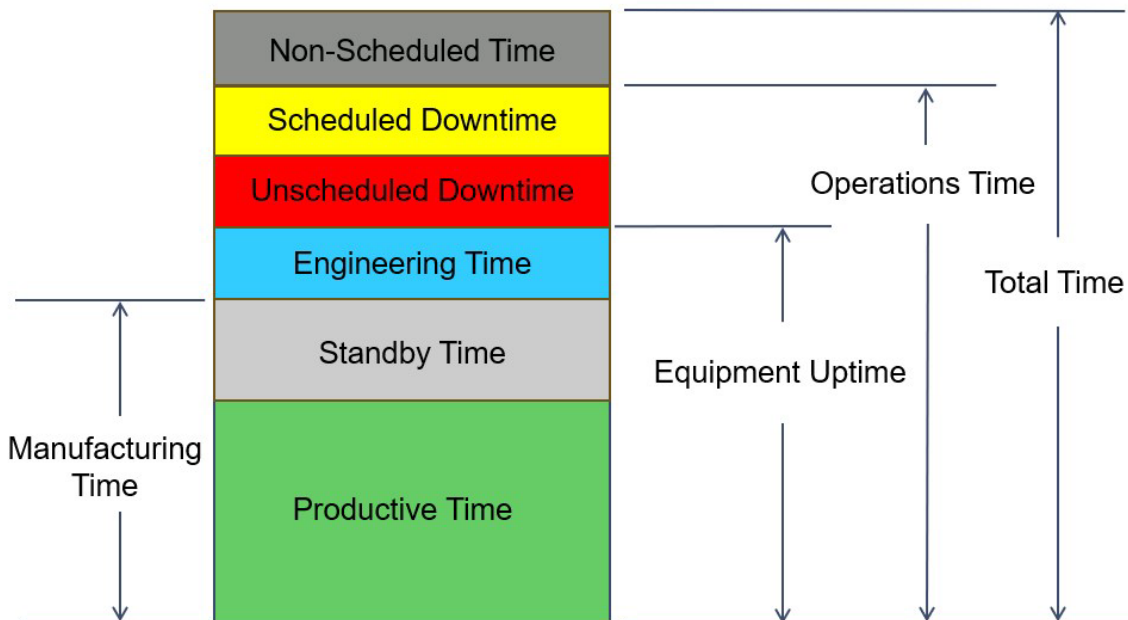 Non-Scheduled Time
Scheduled Downtime
Unscheduled Downtime
Operations Time
Engineering Time
Total Time
Standby Time
Equipment Uptime
Manufacturing
Time
Productive Time